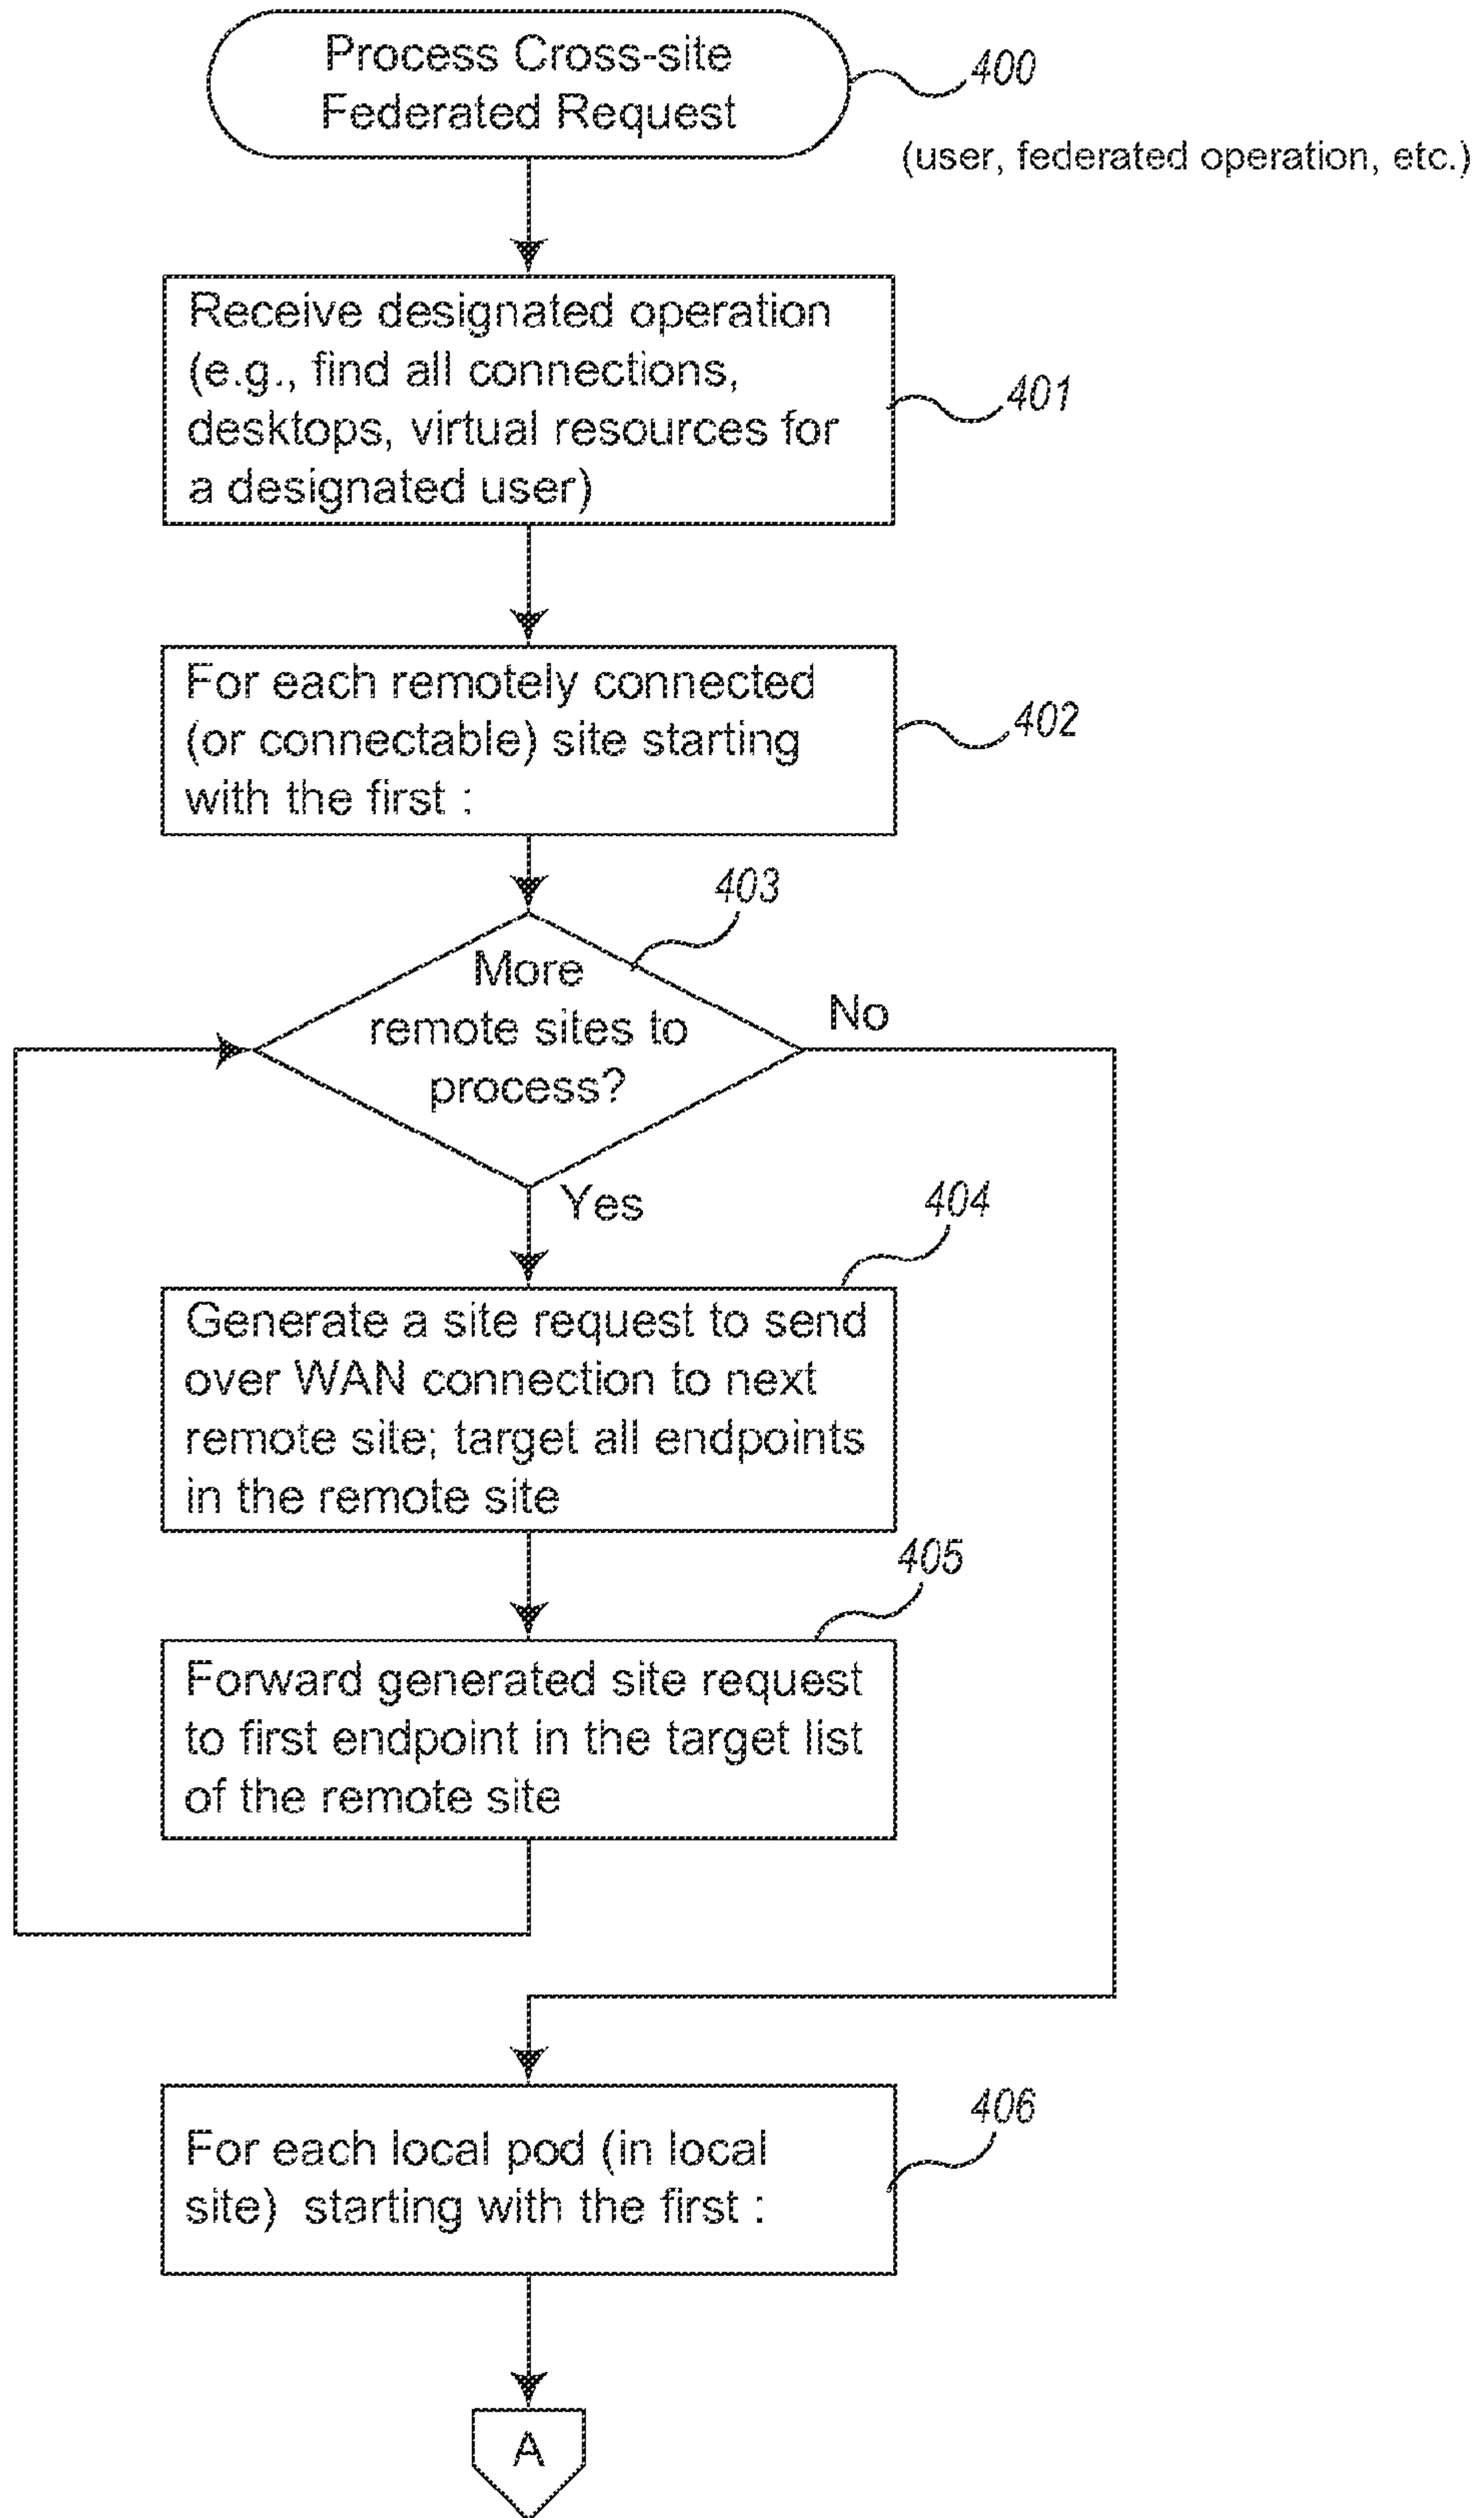 Process Cross-site
Federated Request
400
(user, federated operation, etc.)
Receive designated operation
(e.g., find all connections,
desktops, virtual resources for
a designated user)
401
For each remotely connected
(or connectable) site starting
with the first :
402
403
More
remote sites to
process?
No
Yes
404
Generate a site request to send
over WAN connection to next
remote site; target all endpoints
in the remote site
405
Forward generated site request
to first endpoint in the target list
of the remote site
406
For each local pod (in local
site) starting with the first :
A